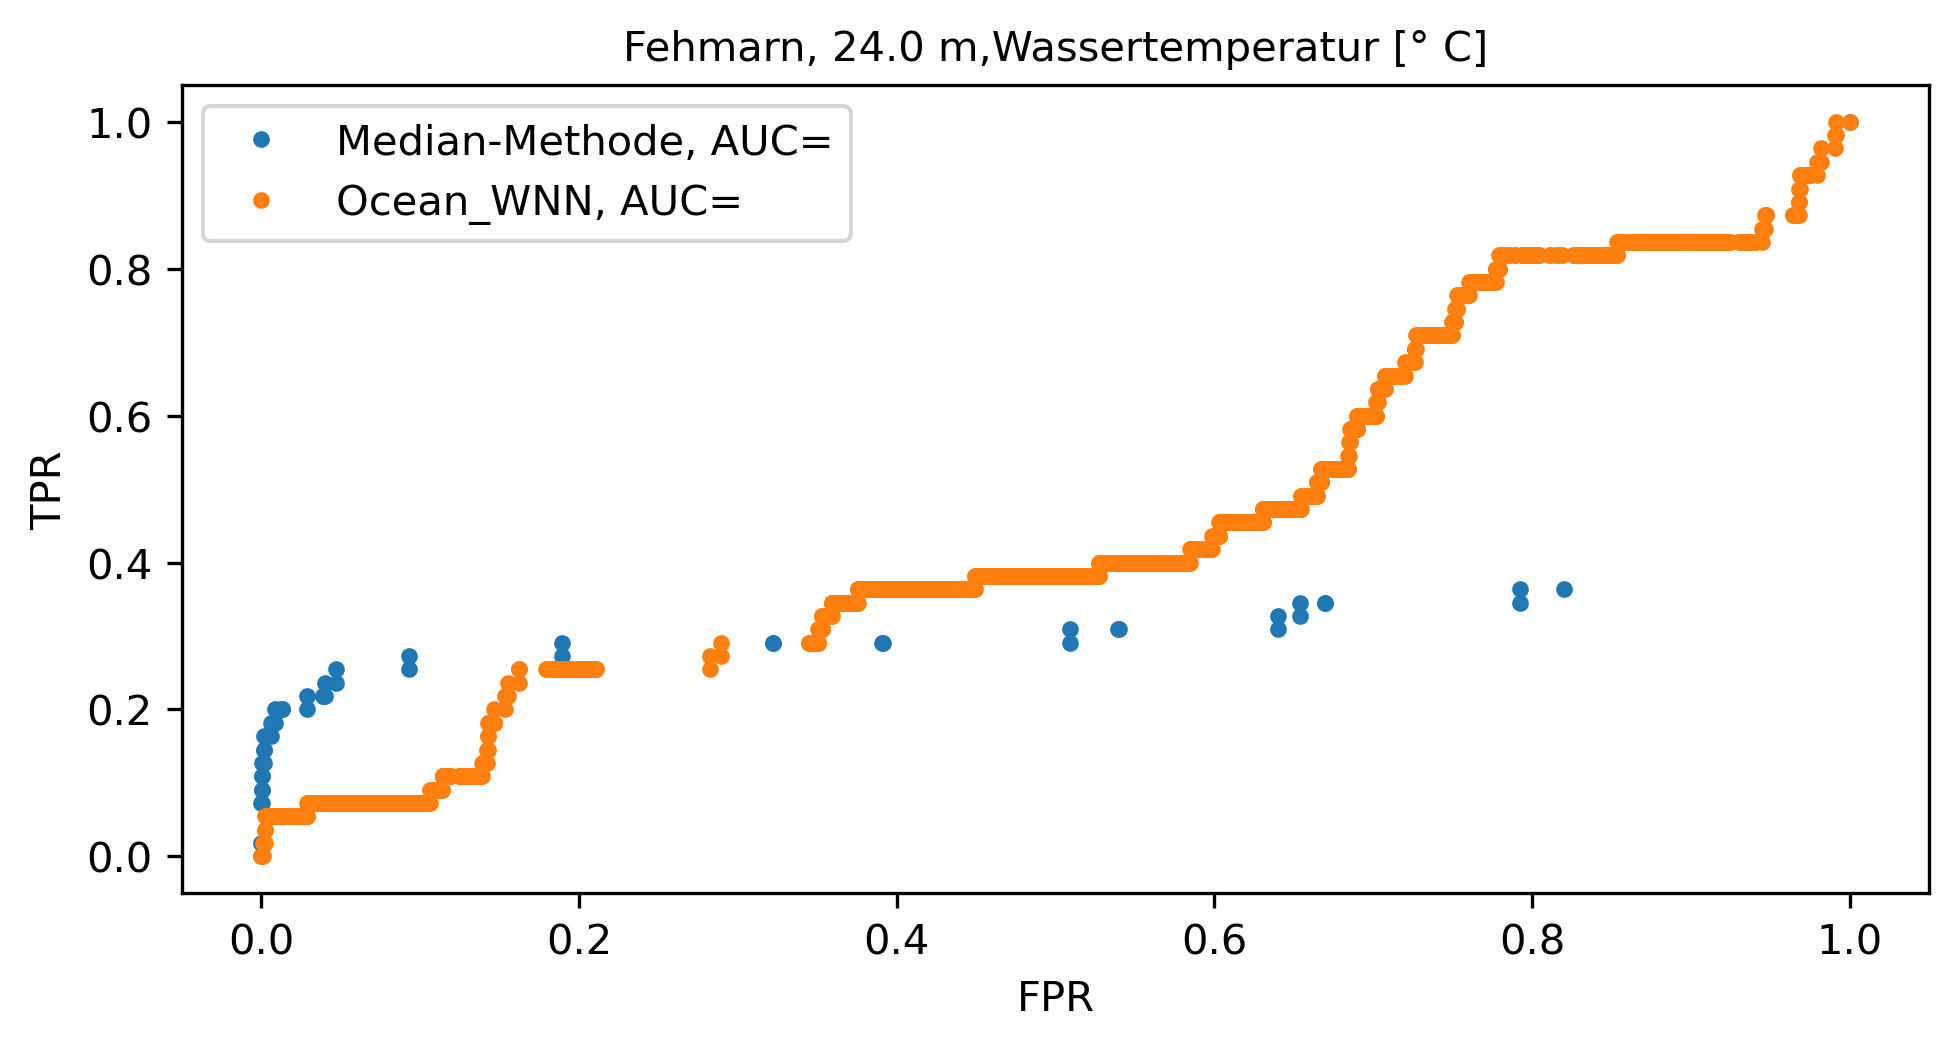 Fehmarn, 24.0 m,Wassertemperatur [° C]
Median-Methode, AUC=
Ocean_WNN, AUC=
TPR
1.0
0.8
0.6
0.4
0.2
0.0
0.0 0.2 0.4 0.6 0.8 1.0
FPR